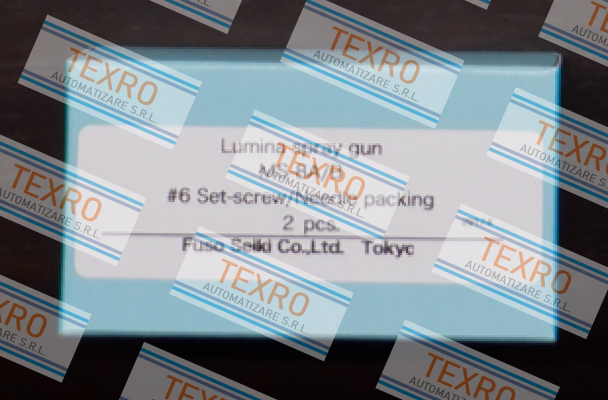 Lumina spray gun
#6 Set-screw/Needle packing
2 pcs.
Fuso Seiki Co.,Ltd. Tokyo
TEXRO
AUTOMATIZARE S.R.L.